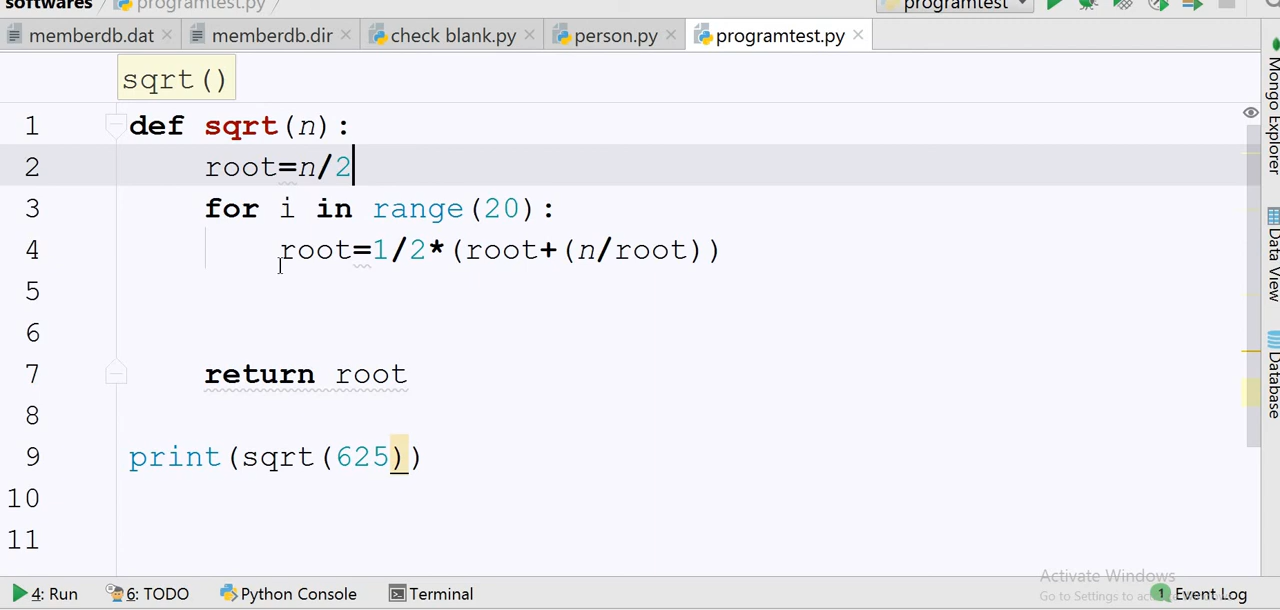 softwares programtest.py programtest
memberdb.dat memberdb.dir check blank.py person.py programtest.py
sqrt()
1 def sqrt(n):
2 root=n/2
3 for i in range(20):
4 root=1/2*(root+(n/root))
5
6
7 return root
8
9 print(sqrt(625))
10
11
Mongo Explorer
Data View
Database
Activate Windows
Go to Settings to
4: Run 6: TODO Python Console Terminal 1 Event Log